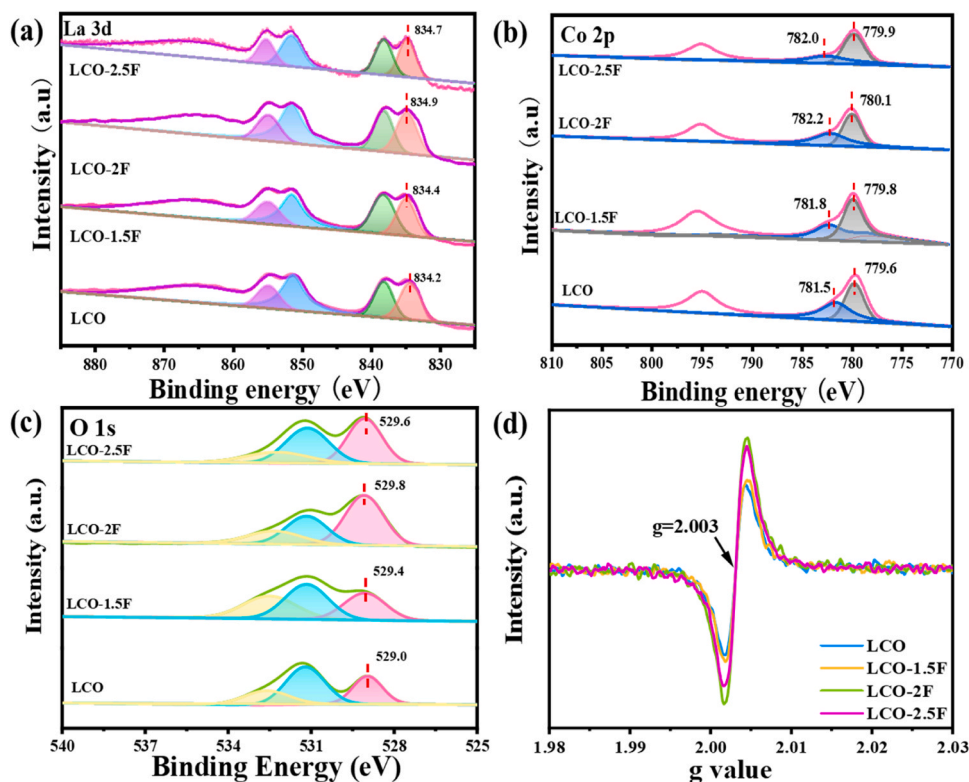 (a)
La 3d
834.7
LCO-2.5F
834.9
LCO-2F
834.4
LCO-1.5F
834.2
LCO
Intensity (a.u)
880 870 860 850 840 830
Binding energy (eV)
(b)
Co 2p
782.0 779.9
LCO-2.5F
782.2 780.1
LCO-2F
781.8 779.8
LCO-1.5F
781.5 779.6
LCO
Intensity (a.u)
810 805 800 795 790 785 780 775 770
Binding energy (eV)
(c)
O 1s
529.6
LCO-2.5F
529.8
LCO-2F
529.4
LCO-1.5F
529.0
LCO
Intensity (a.u.)
540 537 534 531 528 525
Binding Energy (eV)
(d)
g=2.003
LCO
LCO-1.5F
LCO-2F
LCO-2.5F
Intensity (a.u.)
1.98 1.99 2.00 2.01 2.02 2.03
g value